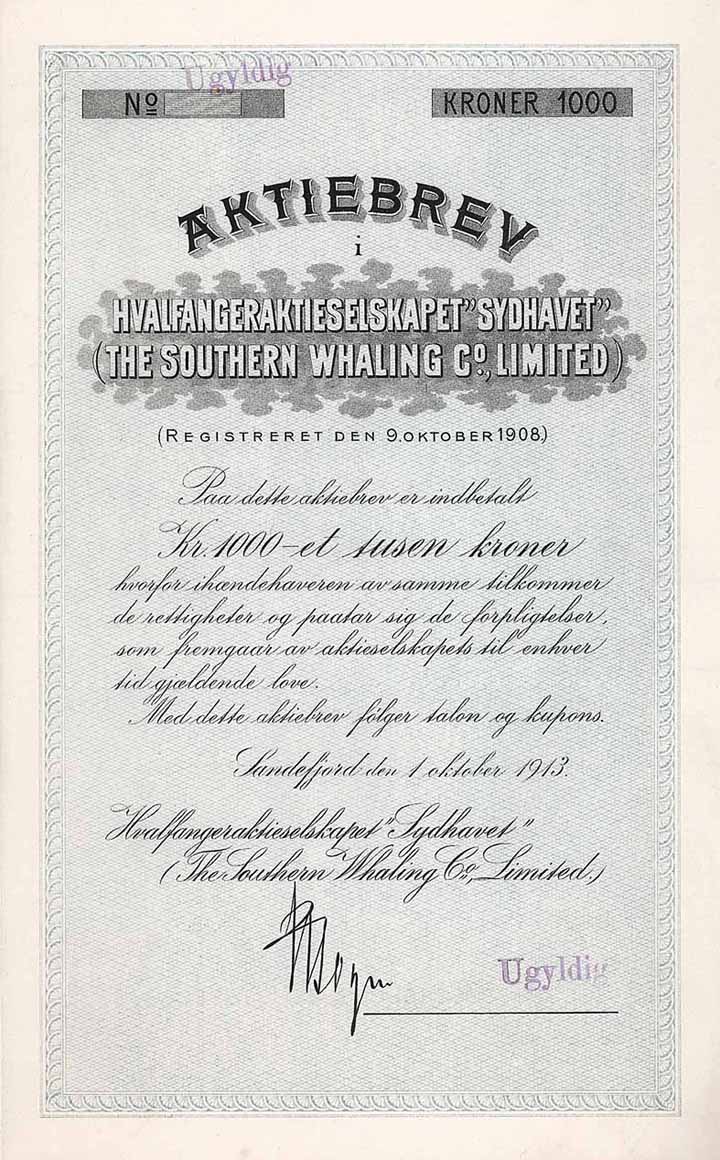 Ugyldig
No
KRONER 1000
AKTIEBREV
i
HVALFANGERAKTIESELSKAPET "SYDHAVET"
(THE SOUTHERN WHALING Co., LIMITED)
(REGISTRERET DEN 9. OKTOBER 1908.)
Paa dette aktiebrev er indbetalt
Kr. 1000 - et tusen kroner
hvorfor ihændehaveren av samme tilkommer
de rettigheter og paatar sig de forpligtelser,
som fremgaar av aktieselskapets til enhver
tid gjældende love.
Med dette aktiebrev følger talon og kupons.
Sandefjord den 1 oktober 1913.
Hvalfangeraktieselskapet "Sydhavet"
(The Southern Whaling Co., Limited.)
Ugyldig